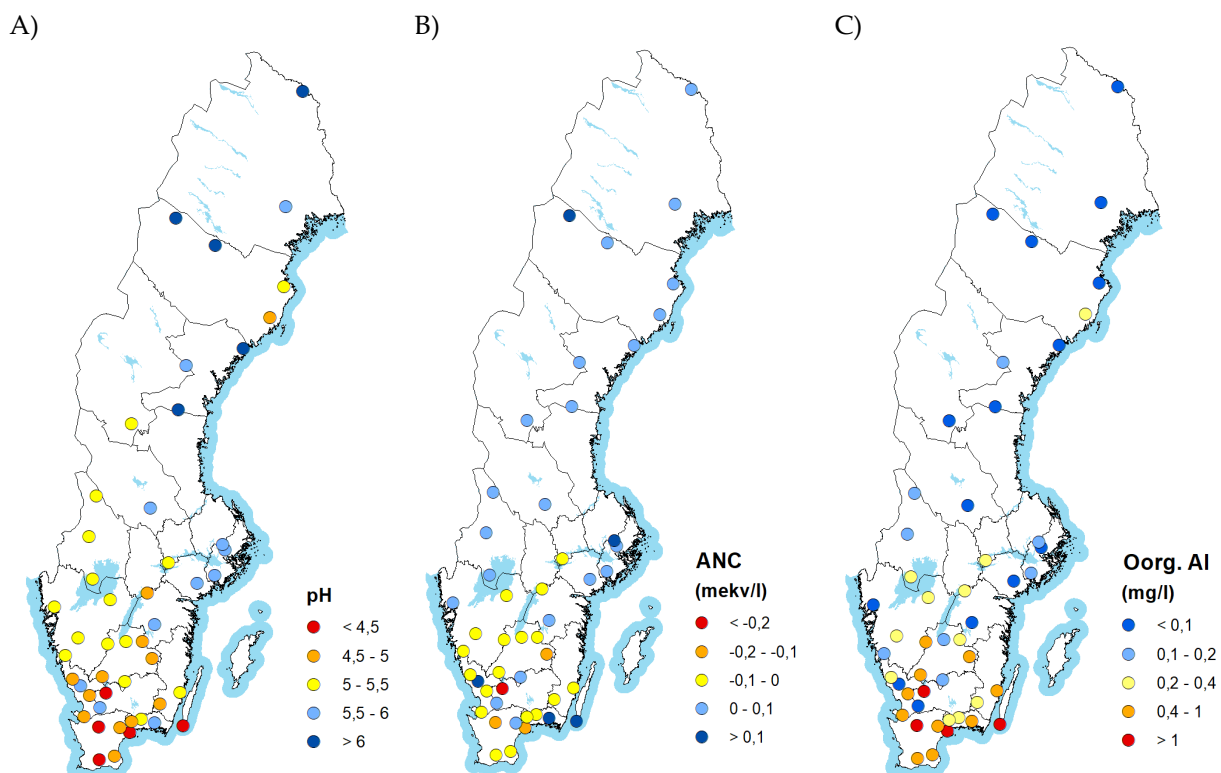 A)
B)
C)
pH
< 4,5
4,5 - 5
5 - 5,5
5,5 - 6
> 6
ANC
(mekv/l)
< -0,2
-0,2 - -0,1
-0,1 - 0
0 - 0,1
> 0,1
Oorg. Al
(mg/l)
< 0,1
0,1 - 0,2
0,2 - 0,4
0,4 - 1
> 1